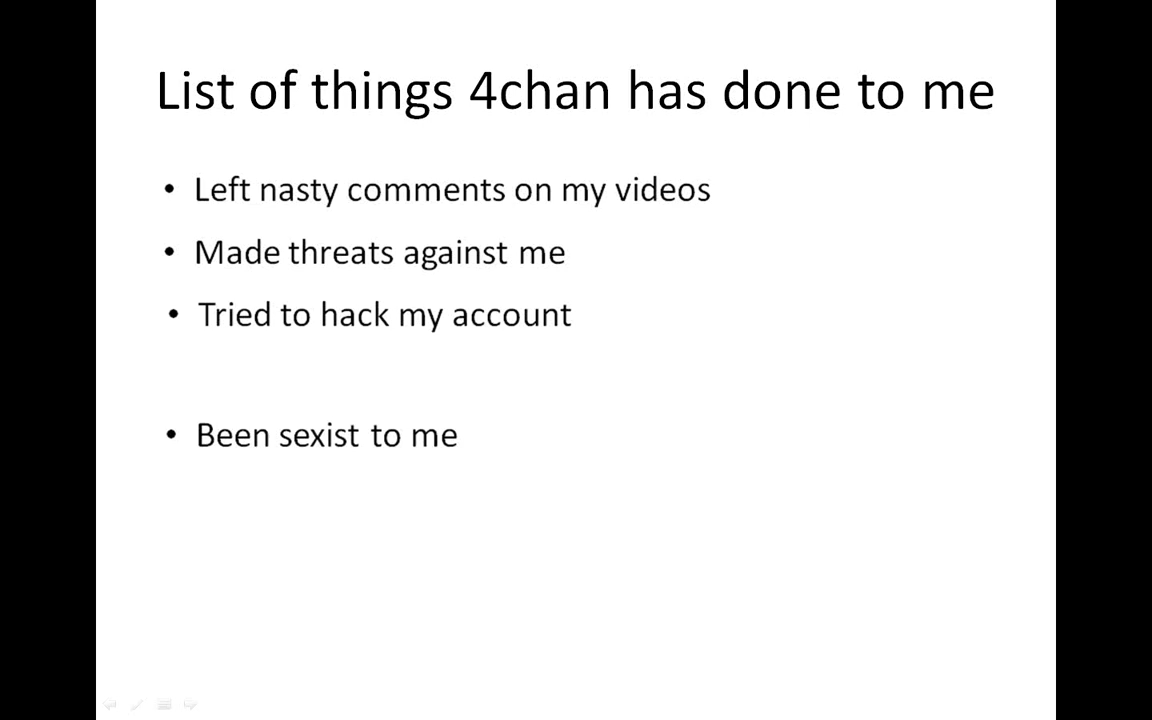 List of things 4chan has done to me
• Left nasty comments on my videos
• Made threats against me
• Tried to hack my account
• Been sexist to me